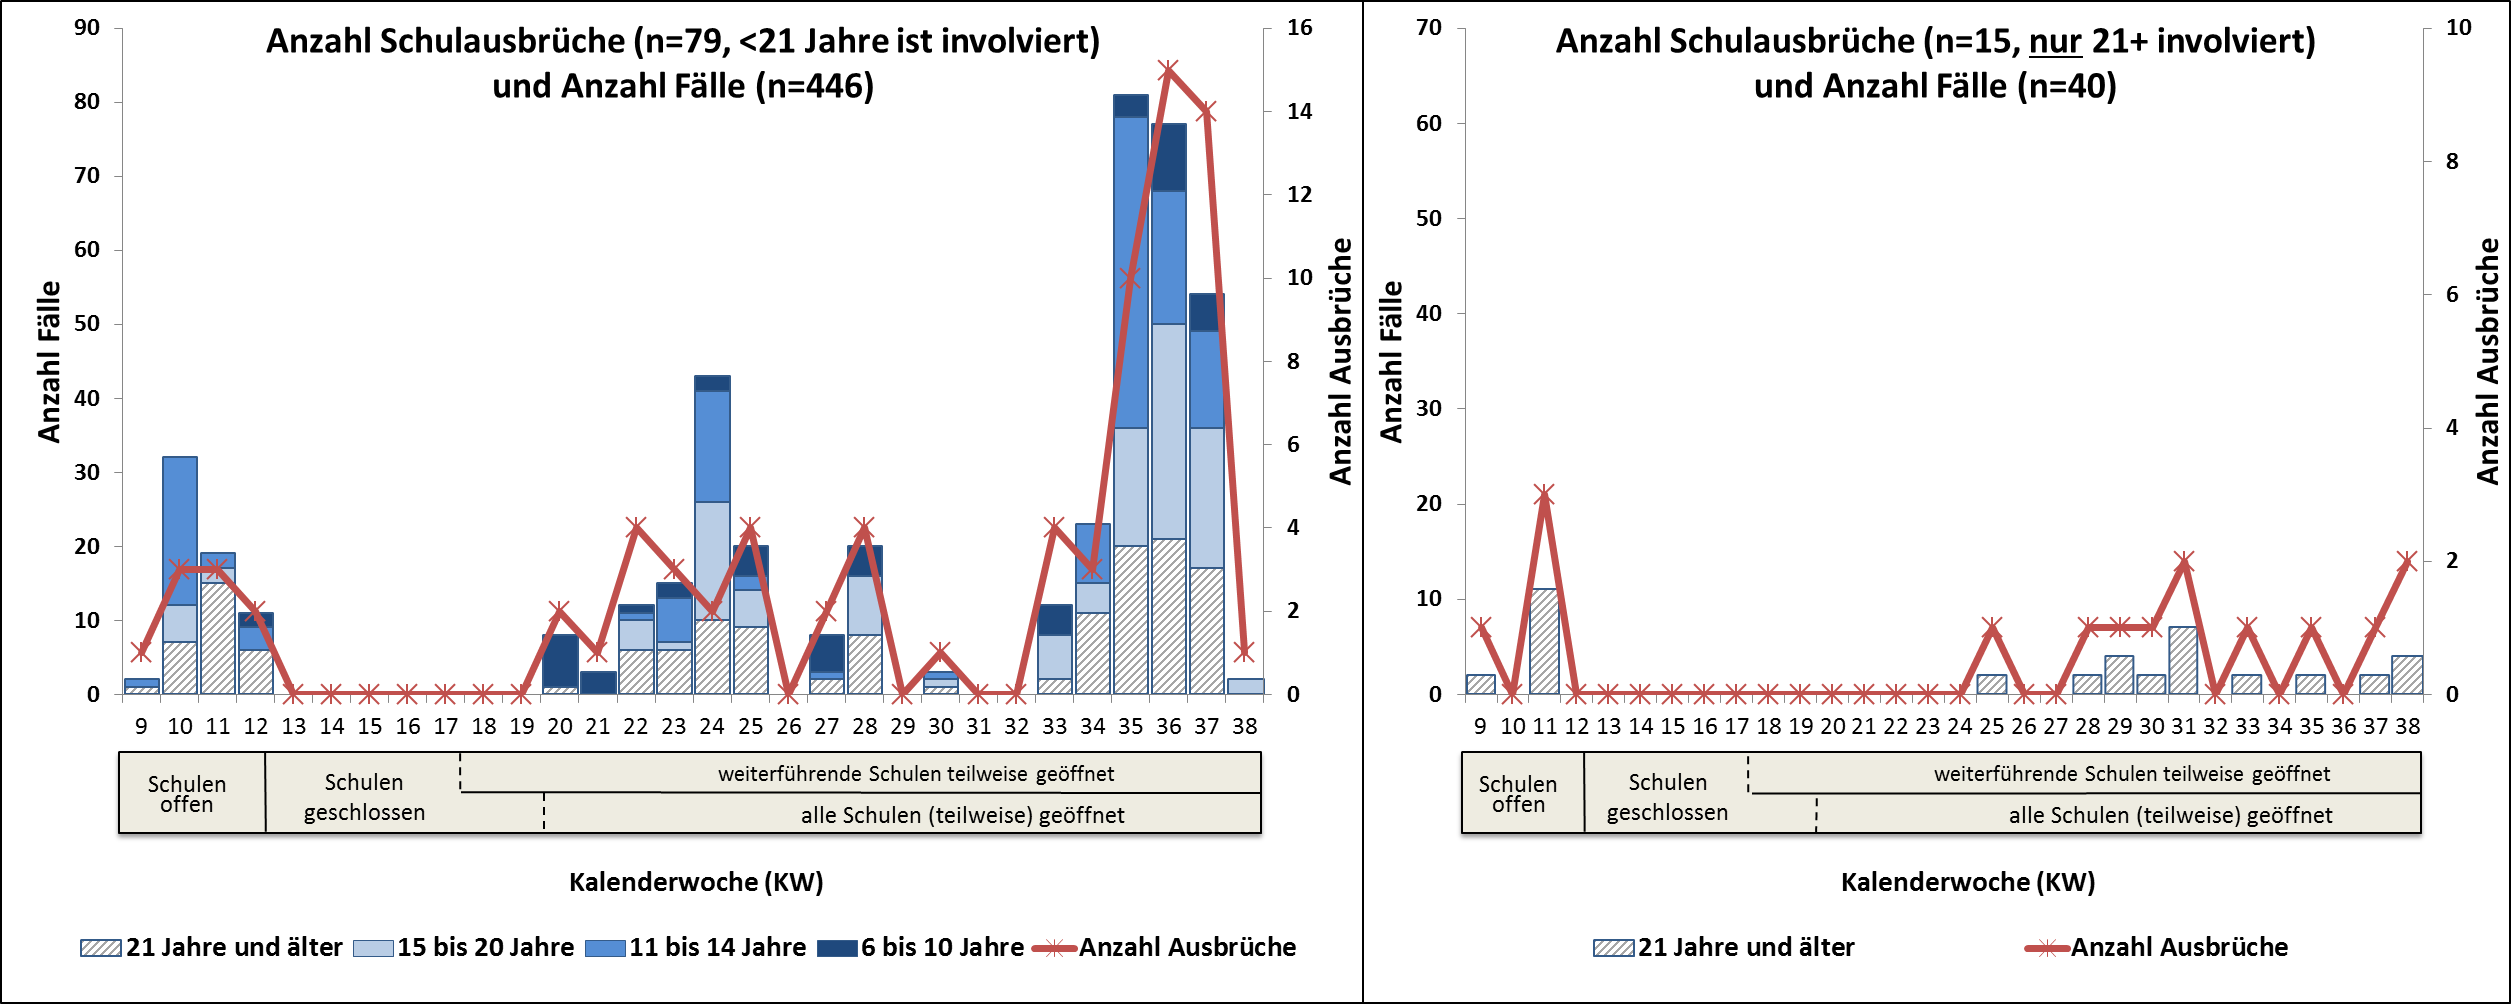 Anzahl Schulausbrüche (n=79, <21 Jahre ist involviert)
und Anzahl Fälle (n=446)
Anzahl Fälle
90
80
70
60
50
40
30
20
10
0
Anzahl Ausbrüche
16
14
12
10
8
6
4
2
0
9 10 11 12 13 14 15 16 17 18 19 20 21 22 23 24 25 26 27 28 29 30 31 32 33 34 35 36 37 38
Schulen
offen
Schulen
geschlossen
weiterführende Schulen teilweise geöffnet
alle Schulen (teilweise) geöffnet
Kalenderwoche (KW)
21 Jahre und älter 15 bis 20 Jahre 11 bis 14 Jahre 6 bis 10 Jahre Anzahl Ausbrüche
Anzahl Schulausbrüche (n=15, nur 21+ involviert)
und Anzahl Fälle (n=40)
Anzahl Fälle
70
60
50
40
30
20
10
0
Anzahl Ausbrüche
10
8
6
4
2
0
9 10 11 12 13 14 15 16 17 18 19 20 21 22 23 24 25 26 27 28 29 30 31 32 33 34 35 36 37 38
Schulen
offen
Schulen
geschlossen
weiterführende Schulen teilweise geöffnet
alle Schulen (teilweise) geöffnet
Kalenderwoche (KW)
21 Jahre und älter Anzahl Ausbrüche